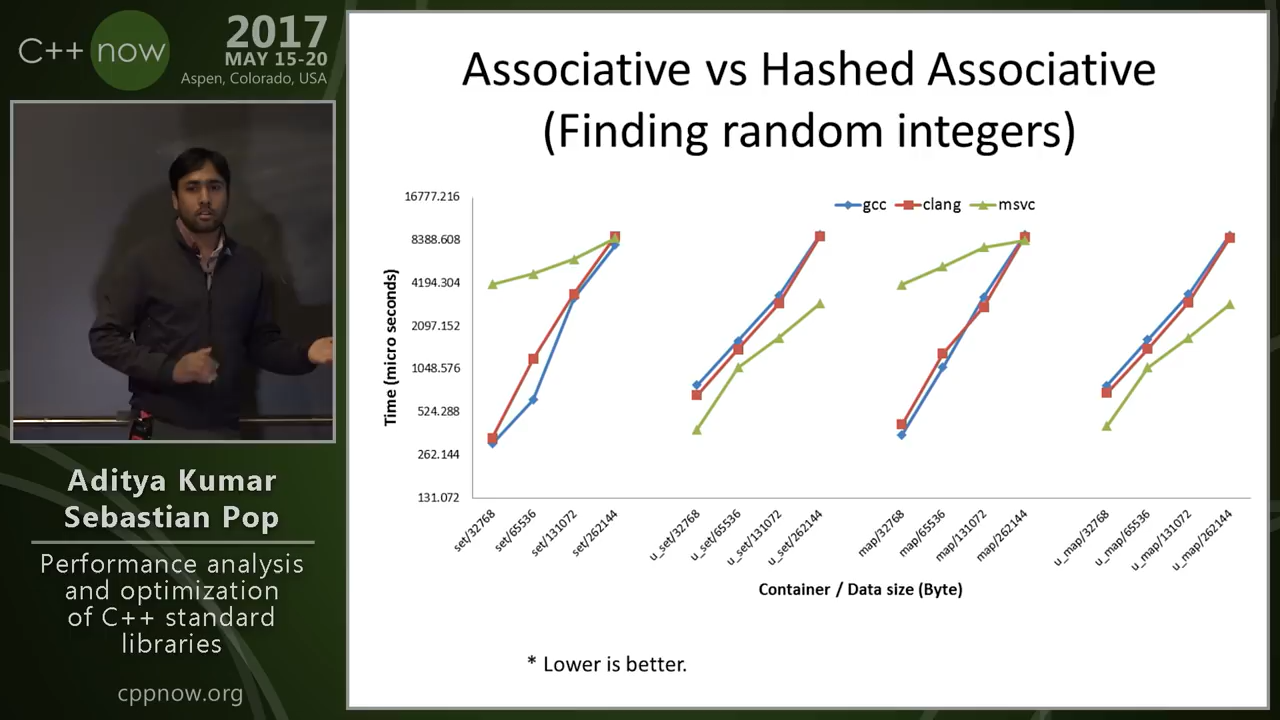 C++ now
2017
MAY 15-20
Aspen, Colorado, USA
Aditya Kumar
Sebastian Pop
Performance analysis
and optimization
of C++ standard
libraries
cppnow.org
Associative vs Hashed Associative
(Finding random integers)
gcc clang msvc
Time (micro seconds)
16777.216
8388.608
4194.304
2097.152
1048.576
524.288
262.144
131.072
set/32768
set/65536
set/131072
set/262144
u_set/32768
u_set/65536
u_set/131072
u_set/262144
map/32768
map/65536
map/131072
map/262144
u_map/32768
u_map/65536
u_map/131072
u_map/262144
Container / Data size (Byte)
* Lower is better.